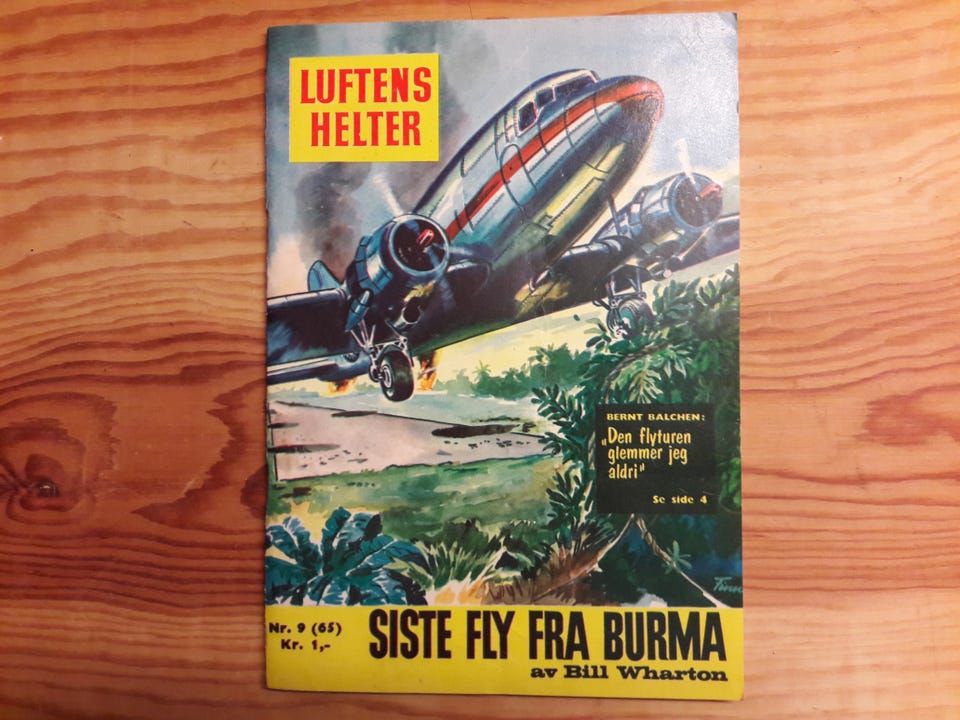 LUFTENS
HELTER
BERNT BALCHEN:
„Den flyturen
glemmer jeg
aldri"
Se side 4
Nr. 9 (65)
Kr. 1,-
SISTE FLY FRA BURMA
av Bill Wharton